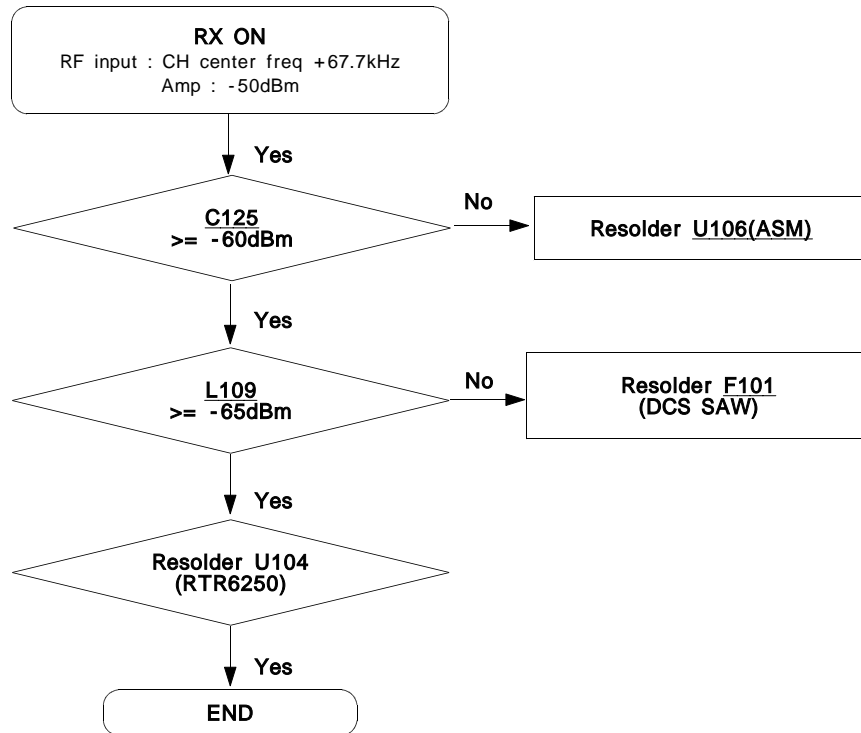 RX ON
RF input : CH center freq +67.7kHz
Amp : -50dBm
Yes
C125
>= -60dBm
No
Resolder U106(ASM)
Yes
L109
>= -65dBm
No
Resolder F101
(DCS SAW)
Yes
Resolder U104
(RTR6250)
Yes
END